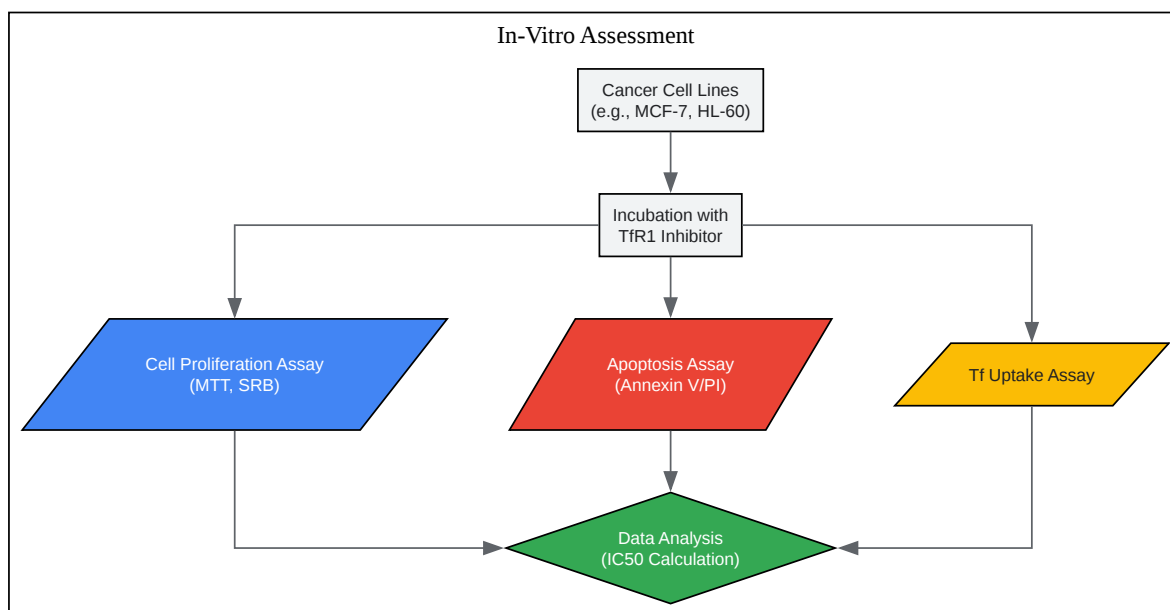 In-Vitro Assessment
Cancer Cell Lines
(e.g., MCF-7, HL-60)
Incubation with
TfR1 Inhibitor
Cell Proliferation Assay
(MTT, SRB)
Apoptosis Assay
(Annexin V/PI)
Tf Uptake Assay
Data Analysis
(IC50 Calculation)